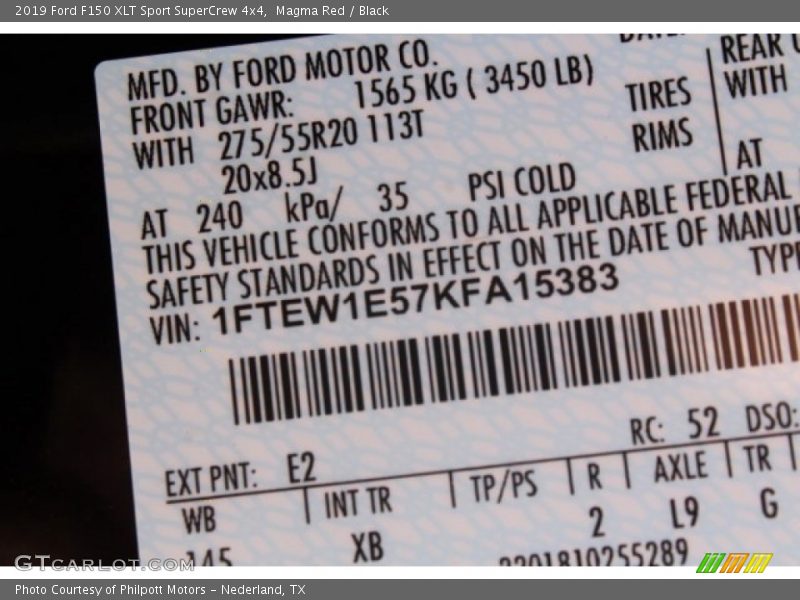 2019 Ford F150 XLT Sport SuperCrew 4x4,  Magma Red / Black
MFD. BY FORD MOTOR CO.
REAR
FRONT GAWR: 1565 KG ( 3450 LB)
WITH
WITH 275/55R20 113T TIRES
20x8.5J RIMS
AT 240 kPa/ 35 PSI COLD AT
THIS VEHICLE CONFORMS TO ALL APPLICABLE FEDERAL
SAFETY STANDARDS IN EFFECT ON THE DATE OF MANUF
VIN: 1FTEW1E57KFA15383 TYPE
RC: 52 DSO:
EXT PNT: E2
WB INT TR TP/PS R AXLE TR
145 XB 2 L9 G
2201810255289
GTCARLOT.COM
Photo Courtesy of Philpott Motors - Nederland, TX